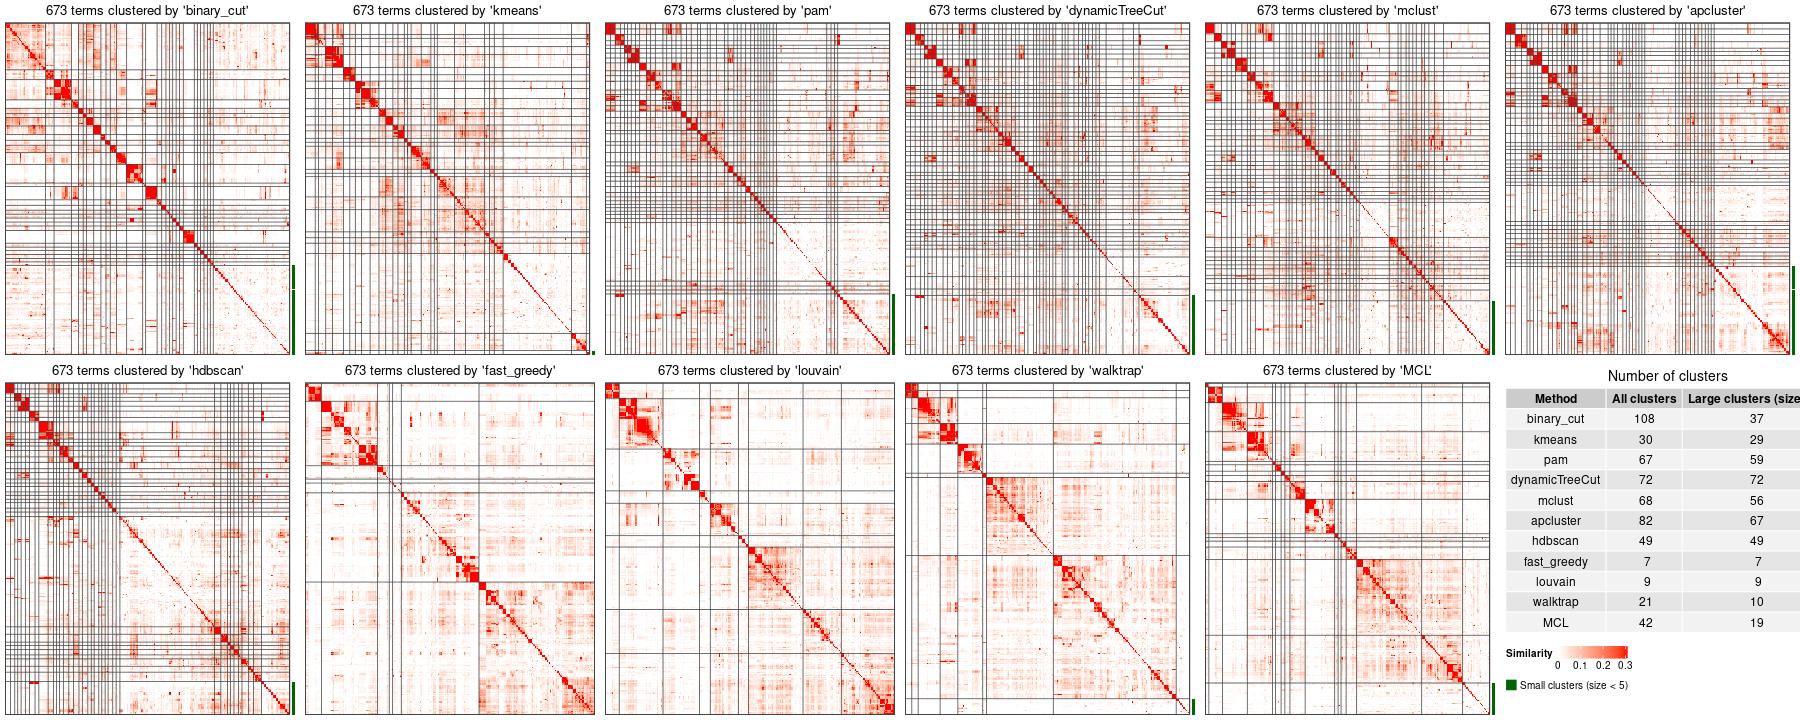 673 terms clustered by 'binary_cut'
673 terms clustered by 'kmeans'
673 terms clustered by 'pam'
673 terms clustered by 'dynamicTreeCut'
673 terms clustered by 'mclust'
673 terms clustered by 'apcluster'
673 terms clustered by 'hdbscan'
673 terms clustered by 'fast_greedy'
673 terms clustered by 'louvain'
673 terms clustered by 'walktrap'
673 terms clustered by 'MCL'
Number of clusters
Method All clusters Large clusters (size
binary_cut 108 37
kmeans 30 29
pam 67 59
dynamicTreeCut 72 72
mclust 68 56
apcluster 82 67
hdbscan 49 49
fast_greedy 7 7
louvain 9 9
walktrap 21 10
MCL 42 19
Similarity
0 0.1 0.2 0.3
Small clusters (size < 5)